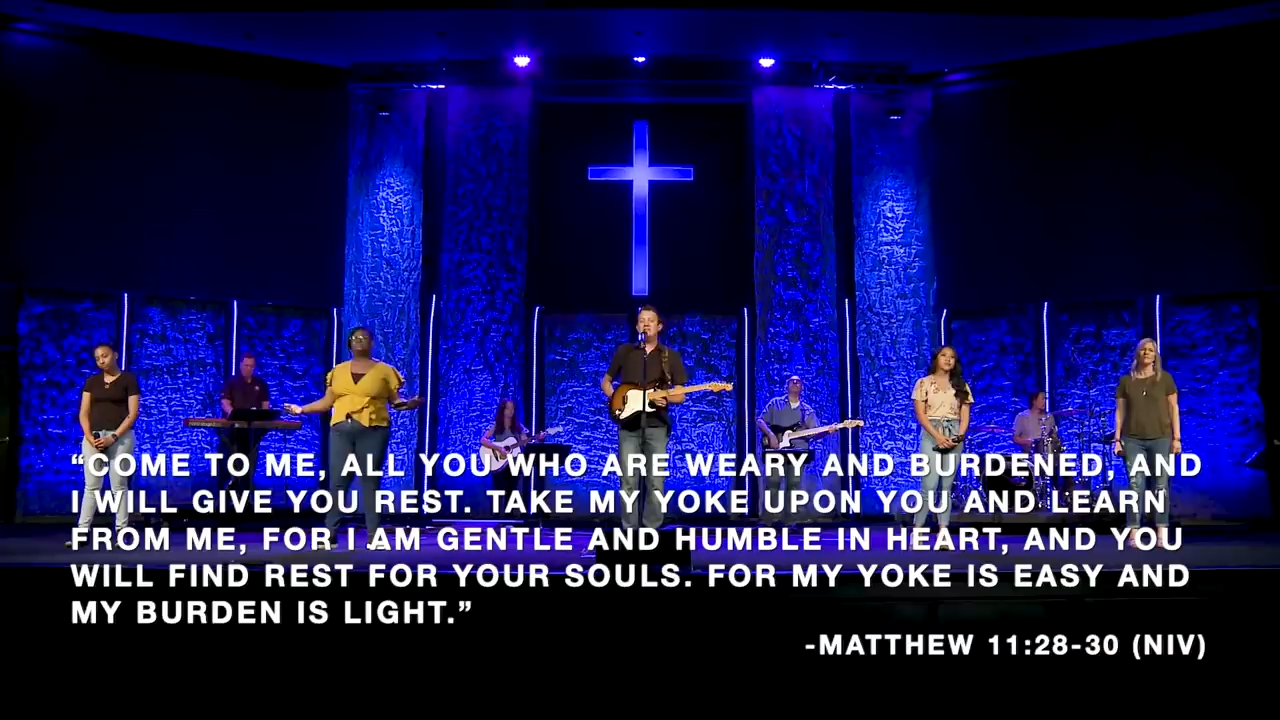 “COME TO ME, ALL YOU WHO ARE WEARY AND BURDENED, AND
I WILL GIVE YOU REST. TAKE MY YOKE UPON YOU AND LEARN
FROM ME, FOR I AM GENTLE AND HUMBLE IN HEART, AND YOU
WILL FIND REST FOR YOUR SOULS. FOR MY YOKE IS EASY AND
MY BURDEN IS LIGHT.”
-MATTHEW 11:28-30 (NIV)